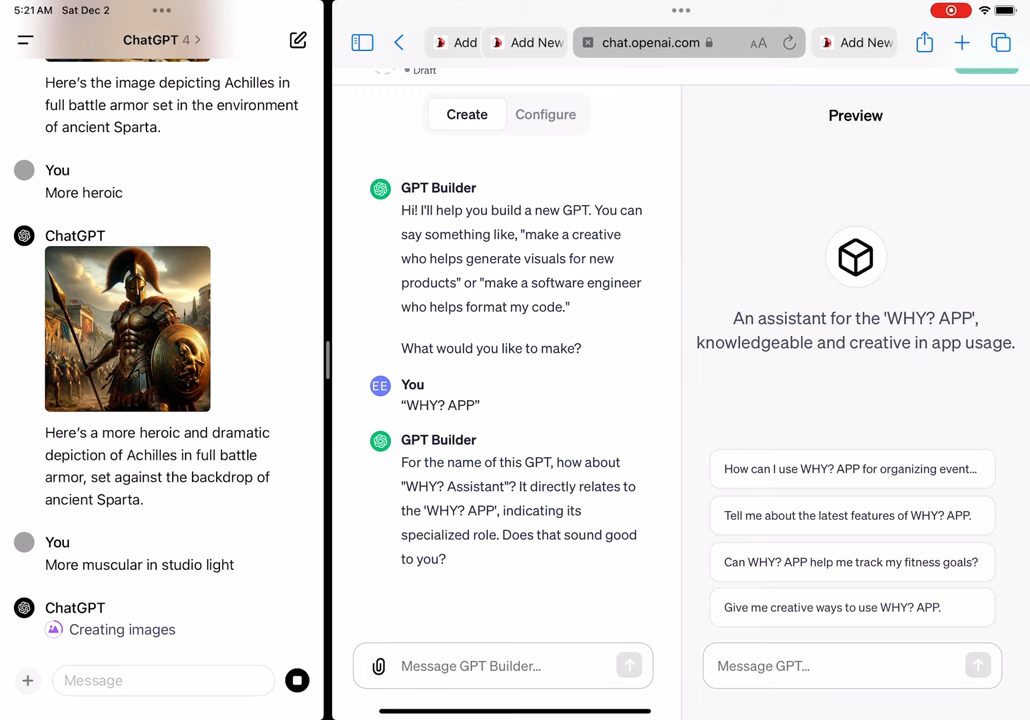 5:21 AM Sat Dec 2
ChatGPT 4 >
Here's the image depicting Achilles in
full battle armor set in the environment
of ancient Sparta.
You
More heroic
ChatGPT
Here's a more heroic and dramatic
depiction of Achilles in full battle
armor, set against the backdrop of
ancient Sparta.
You
More muscular in studio light
ChatGPT
Creating images
Message
Add
Add New
chat.openai.com
AA
Add New
Draft
Create
Configure
GPT Builder
Hi! I'll help you build a new GPT. You can
say something like, "make a creative
who helps generate visuals for new
products" or "make a software engineer
who helps format my code."
What would you like to make?
EE
You
“WHY? APP”
GPT Builder
For the name of this GPT, how about
"WHY? Assistant"? It directly relates to
the 'WHY? APP', indicating its
specialized role. Does that sound good
to you?
Message GPT Builder...
Preview
An assistant for the 'WHY? APP',
knowledgeable and creative in app usage.
How can I use WHY? APP for organizing event...
Tell me about the latest features of WHY? APP.
Can WHY? APP help me track my fitness goals?
Give me creative ways to use WHY? APP.
Message GPT...